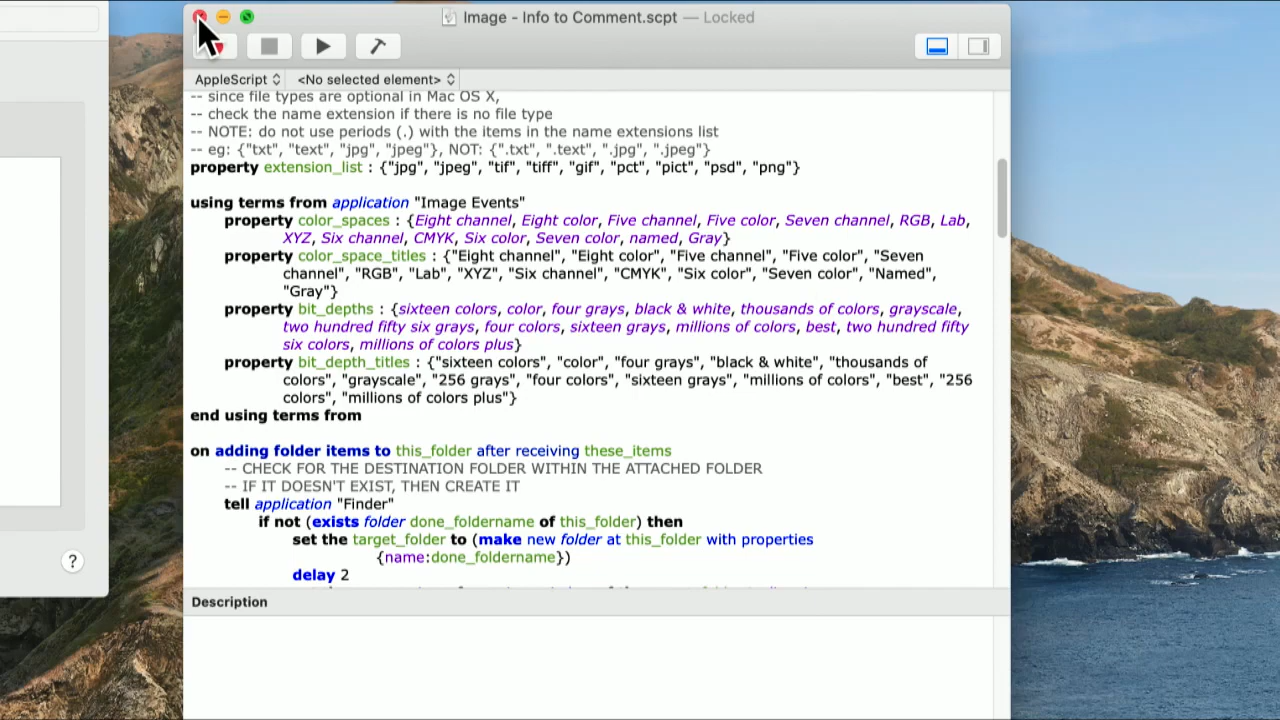 Image - Info to Comment.scpt — Locked
AppleScript
<No selected element>
-- since file types are optional in Mac OS X,
-- check the name extension if there is no file type
-- NOTE: do not use periods (.) with the items in the name extensions list
-- eg: {"txt", "text", "jpg", "jpeg"}, NOT: {".txt", ".text", ".jpg", ".jpeg"}
property extension_list : {"jpg", "jpeg", "tif", "tiff", "gif", "pct", "pict", "psd", "png"}
using terms from application "Image Events"
property color_spaces : {Eight channel, Eight color, Five channel, Five color, Seven channel, RGB, Lab,
XYZ, Six channel, CMYK, Six color, Seven color, named, Gray}
property color_space_titles : {"Eight channel", "Eight color", "Five channel", "Five color", "Seven
channel", "RGB", "Lab", "XYZ", "Six channel", "CMYK", "Six color", "Seven color", "Named",
"Gray"}
property bit_depths : {sixteen colors, color, four grays, black & white, thousands of colors, grayscale,
two hundred fifty six grays, four colors, sixteen grays, millions of colors, best, two hundred fifty
six colors, millions of colors plus}
property bit_depth_titles : {"sixteen colors", "color", "four grays", "black & white", "thousands of
colors", "grayscale", "256 grays", "four colors", "sixteen grays", "millions of colors", "best", "256
colors", "millions of colors plus"}
end using terms from
on adding folder items to this_folder after receiving these_items
-- CHECK FOR THE DESTINATION FOLDER WITHIN THE ATTACHED FOLDER
-- IF IT DOESN'T EXIST, THEN CREATE IT
tell application "Finder"
if not (exists folder done_foldername of this_folder) then
set the target_folder to (make new folder at this_folder with properties
{name:done_foldername})
delay 2
?
Description